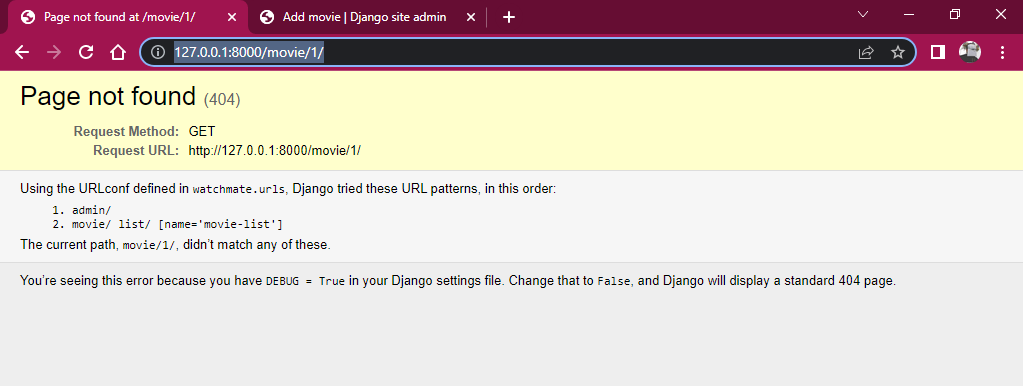 Page not found at /movie/1/
Add movie | Django site admin
127.0.0.1:8000/movie/1/
Page not found (404)
Request Method: GET
Request URL: http://127.0.0.1:8000/movie/1/
Using the URLconf defined in watchmate.urls, Django tried these URL patterns, in this order:
1. admin/
2. movie/ list/ [name='movie-list']
The current path, movie/1/, didn't match any of these.
You're seeing this error because you have DEBUG = True in your Django settings file. Change that to False, and Django will display a standard 404 page.